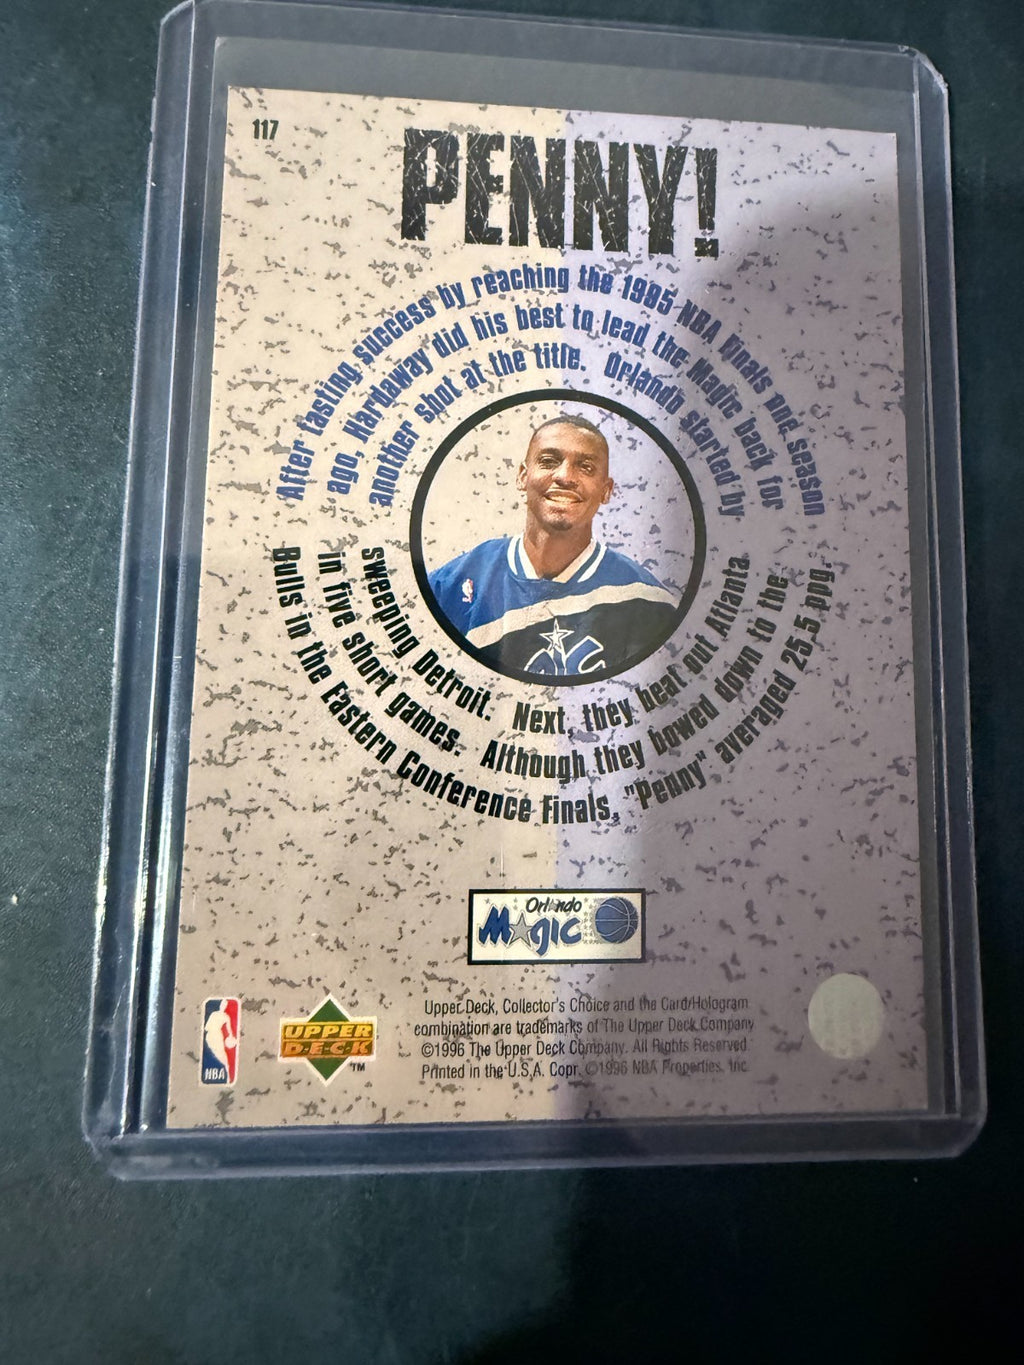 117
PENNY!
After tasting success by reaching the 1995 NBA Finals one season
ago, Hardaway did his best to lead the Magic back for
another shot at the title. Orlando started by
sweeping Detroit. Next, they beat out Atlanta
in five short games. Although they bowed down to the
Bulls in the Eastern Conference Finals, "Penny" averaged 25.5 ppg.
Orlando
Magic
Magic
NBA
UPPER
D·E·C·K
TM
Upper Deck, Collector's Choice and the Card/Hologram
combination are trademarks of The Upper Deck Company
©1996 The Upper Deck Company. All Rights Reserved
Printed in the U.S.A. Copr. ©1996 NBA Properties, Inc.